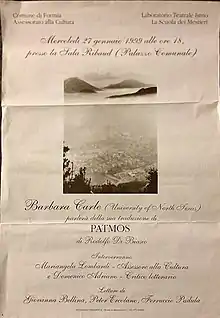 Comune di Formia
Assessorato alla Cultura
Laboratorio Teatrale
La Scuola dei Mestieri
Mercoledì 27 gennaio 1999 alle ore 18,
presso la Sala Ribaud (Palazzo Comunale)
Barbara Carle (University of North Texas)
parlerà della sua traduzione di
PATMOS
di Rodolfo Di Biasio
Interverranno
Mariangela Lombardi - Assessore alla Cultura
e Domenico Adriano - Critico letterario
Letture di
Giovanna Bellina, Peter Ercolano, Ferruccio Padula